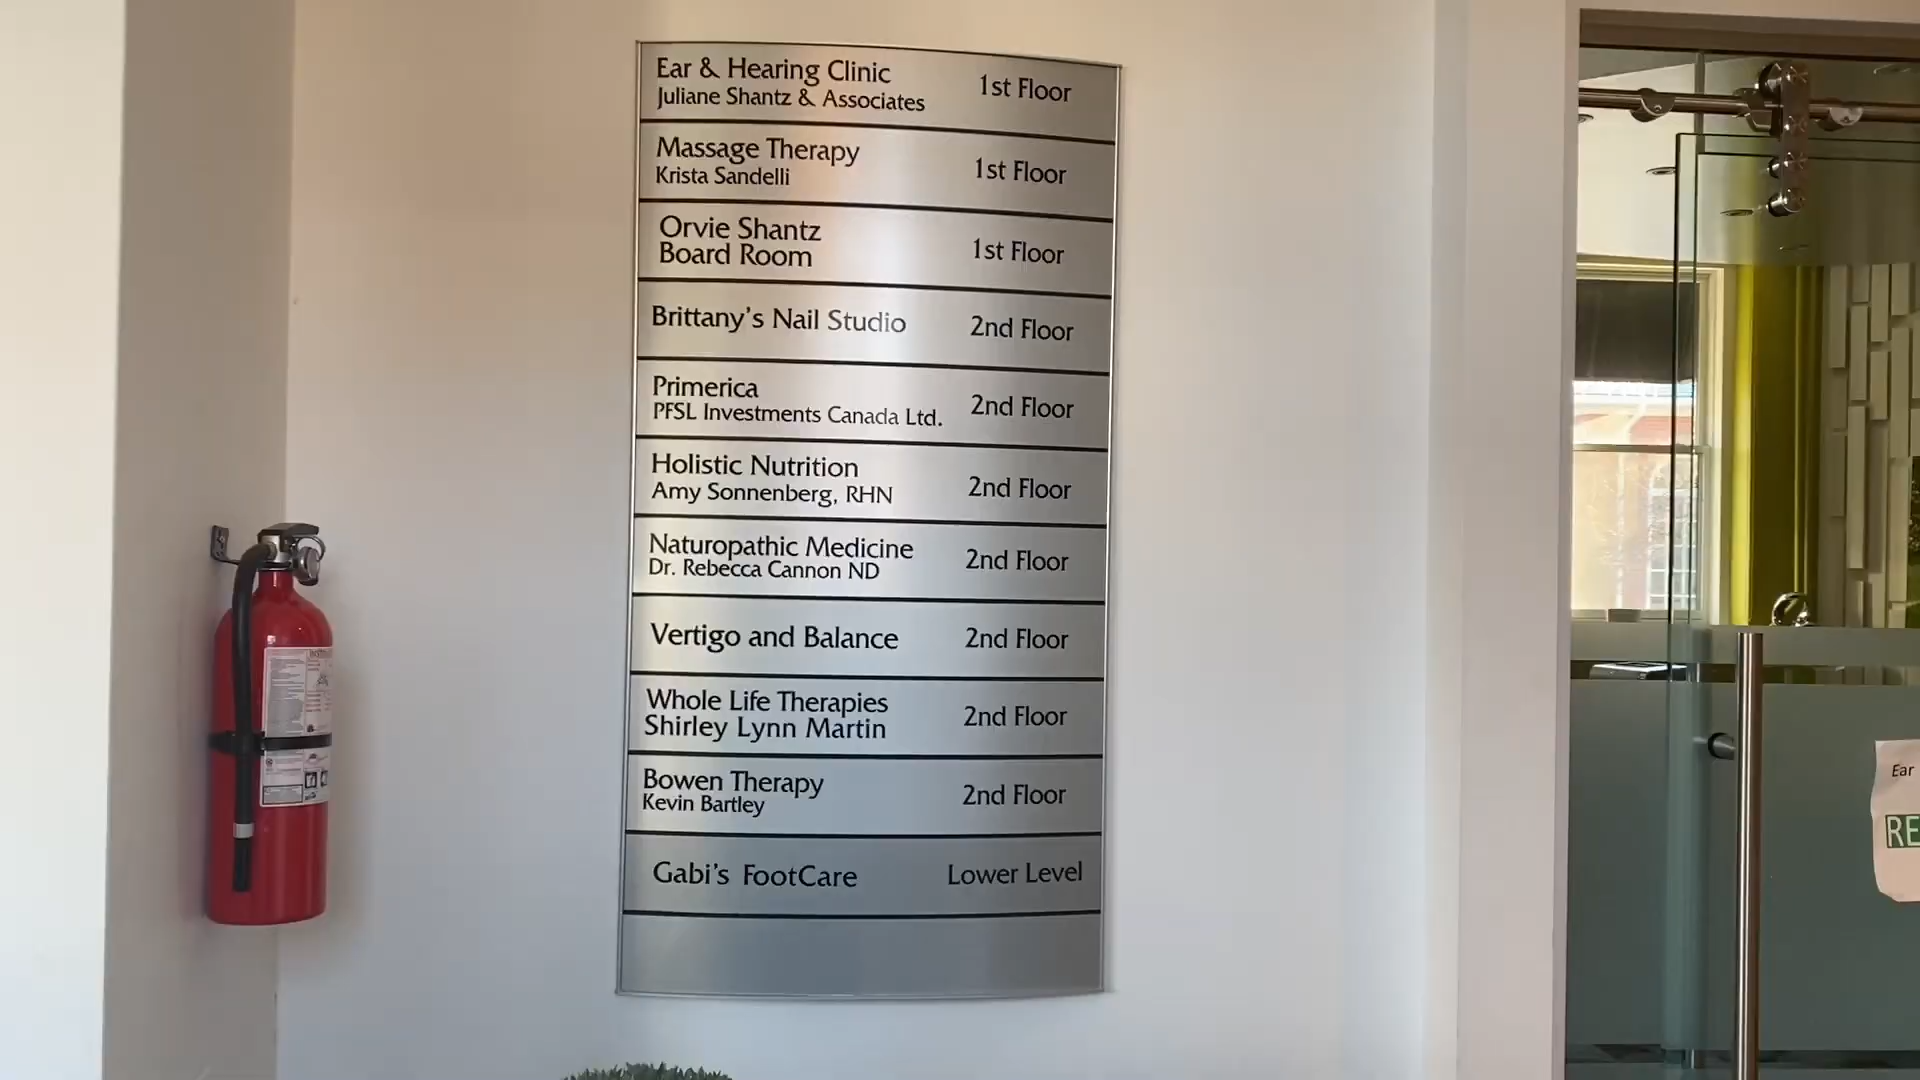 Ear & Hearing Clinic
Juliane Shantz & Associates
1st Floor
Massage Therapy
Krista Sandelli
1st Floor
Orvie Shantz
Board Room
1st Floor
Brittany's Nail Studio
2nd Floor
Primerica
PFSL Investments Canada Ltd.
2nd Floor
Holistic Nutrition
Amy Sonnenberg, RHN
2nd Floor
Naturopathic Medicine
Dr. Rebecca Cannon ND
2nd Floor
Vertigo and Balance
2nd Floor
Whole Life Therapies
Shirley Lynn Martin
2nd Floor
Bowen Therapy
Kevin Bartley
2nd Floor
Gabi's FootCare
Lower Level
Ear
RE